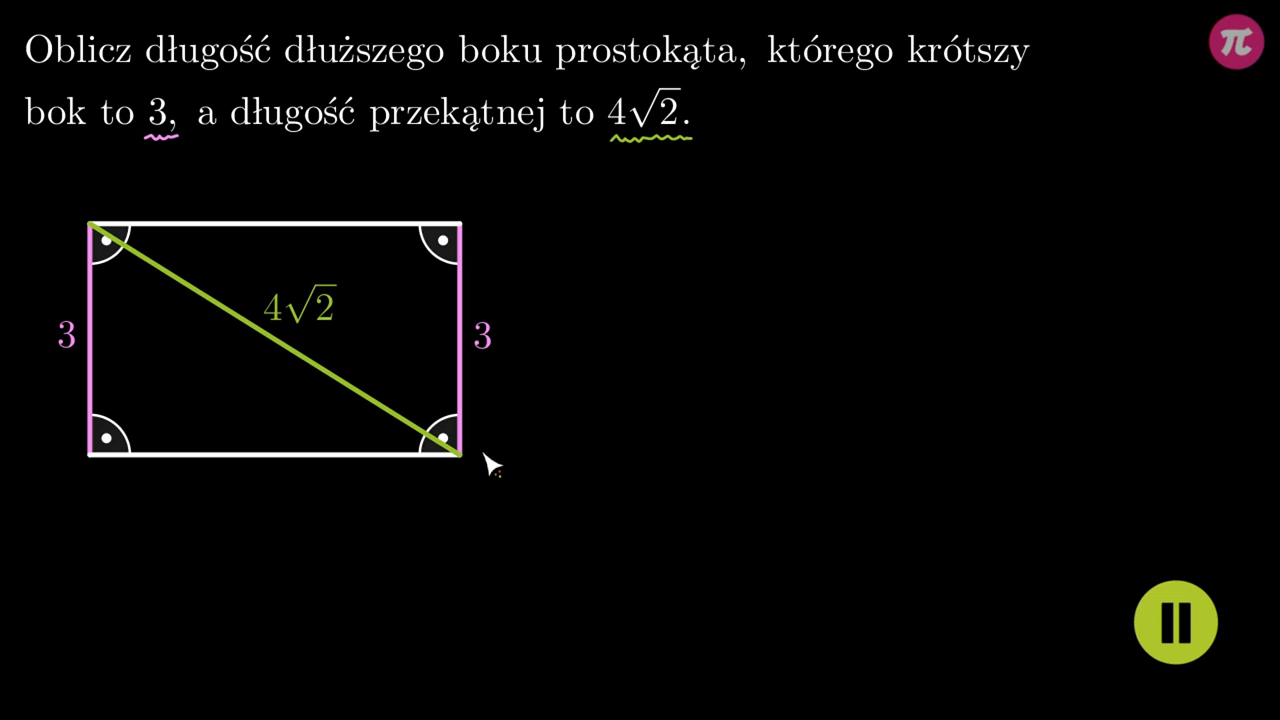 Oblicz długość dłuższego boku prostokąta, którego krótszy
bok to 3, a długość przekątnej to 4√2.
π
4√2
3
3